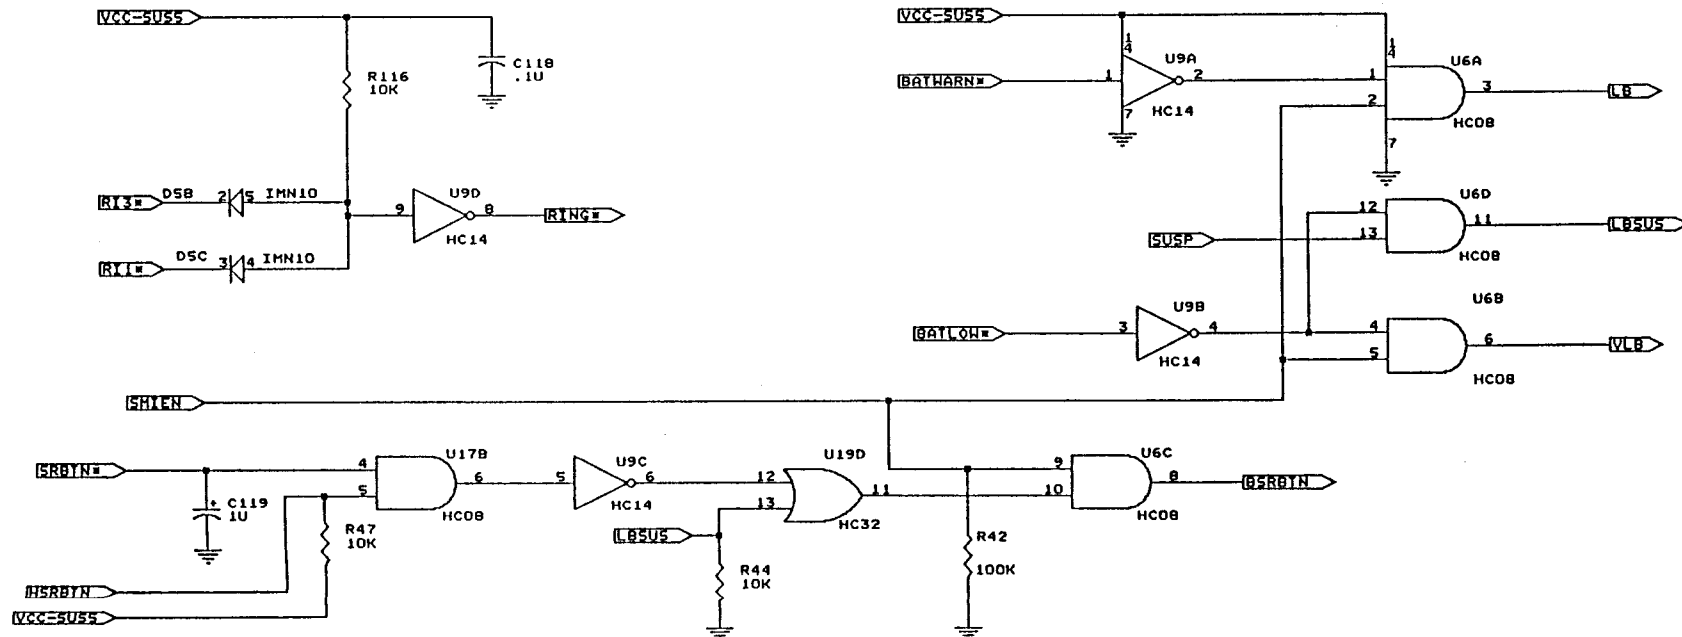 VCC-SUS5
R116
10K
C118
.1U
RI3*
D5B
2
5
IMN10
RI1*
D5C
3
4
IMN10
9
U9D
8
HC14
RING*
VCC-SUS5
BATWARN*
1
14
U9A
2
HC14
7
14
1
2
U6A
3
HC08
7
LB
SUSP
12
13
U6D
11
HC08
LBSUS
BATLOW*
3
U9B
4
HC14
4
5
U6B
6
HC08
VLB
SMIEN
SRBTN*
C119
1U
+
4
5
U17B
6
HC08
R47
10K
HSRBTN
VCC-SUS5
5
U9C
6
HC14
12
13
U19D
11
HC32
LBSUS
R44
10K
9
10
U6C
8
HC08
BSRBTN
R42
100K